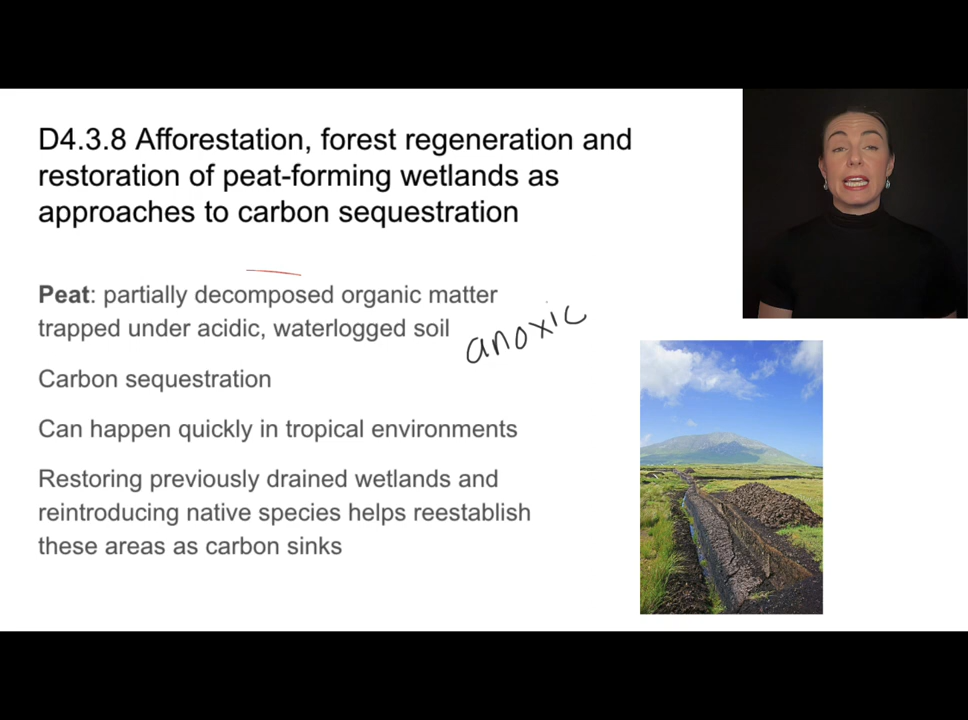 D4.3.8 Afforestation, forest regeneration and
restoration of peat-forming wetlands as
approaches to carbon sequestration
Peat: partially decomposed organic matter
trapped under acidic, waterlogged soil
anoxic
Carbon sequestration
Can happen quickly in tropical environments
Restoring previously drained wetlands and
reintroducing native species helps reestablish
these areas as carbon sinks